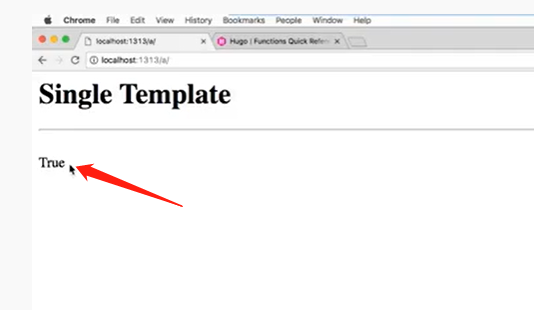 Chrome File Edit View History Bookmarks People Window Help
localhost:1313/a/ × Hugo | Functions Quick Refere ×
localhost:1313/a/
Single Template
True